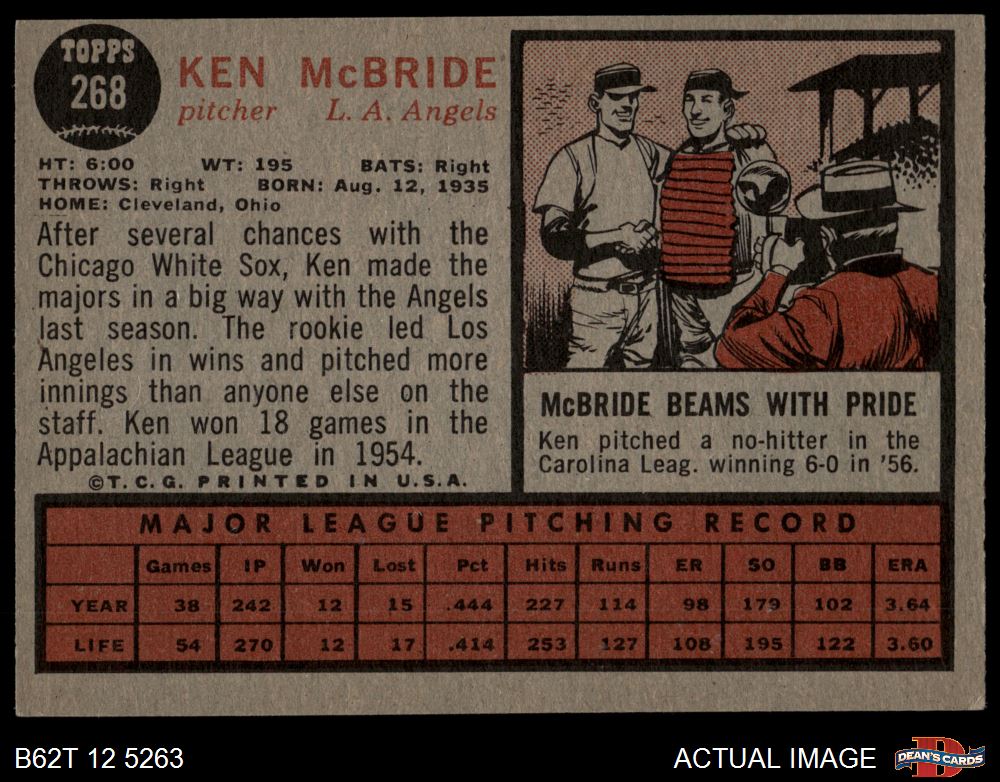 TOPPS
268
KEN McBRIDE
pitcher L. A. Angels
HT: 6:00 WT: 195 BATS: Right
THROWS: Right BORN: Aug. 12, 1935
HOME: Cleveland, Ohio
After several chances with the
Chicago White Sox, Ken made the
majors in a big way with the Angels
last season. The rookie led Los
Angeles in wins and pitched more
innings than anyone else on the
staff. Ken won 18 games in the
Appalachian League in 1954.
©T.C.G. PRINTED IN U.S.A.
McBRIDE BEAMS WITH PRIDE
Ken pitched a no-hitter in the
Carolina Leag. winning 6-0 in '56.
MAJOR LEAGUE PITCHING RECORD
Games IP Won Lost Pct Hits Runs ER SO BB ERA
YEAR 38 242 12 15 .444 227 114 98 179 102 3.64
LIFE 54 270 12 17 .414 253 127 108 195 122 3.60
B62T 12 5263
ACTUAL IMAGE
D
DEAN'S CARDS